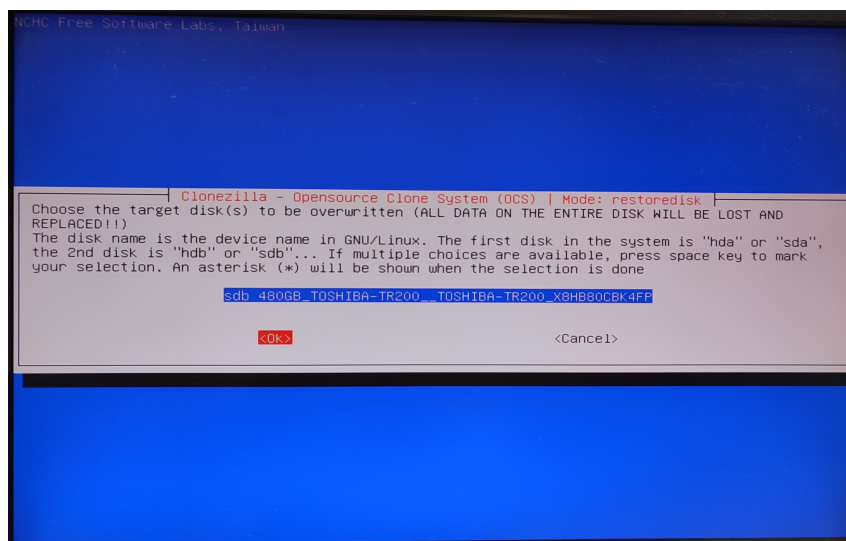 NCHC Free Software Labs, Taiwan
Clonezilla - Opensource Clone System (OCS) | Mode: restoredisk
Choose the target disk(s) to be overwritten (ALL DATA ON THE ENTIRE DISK WILL BE LOST AND
REPLACED!!)
The disk name is the device name in GNU/Linux. The first disk in the system is "hda" or "sda",
the 2nd disk is "hdb" or "sdb"... If multiple choices are available, press space key to mark
your selection. An asterisk (*) will be shown when the selection is done
sdb 480GB_TOSHIBA-TR200__TOSHIBA-TR200_X8HB80CBK4FP
<Ok> <Cancel>